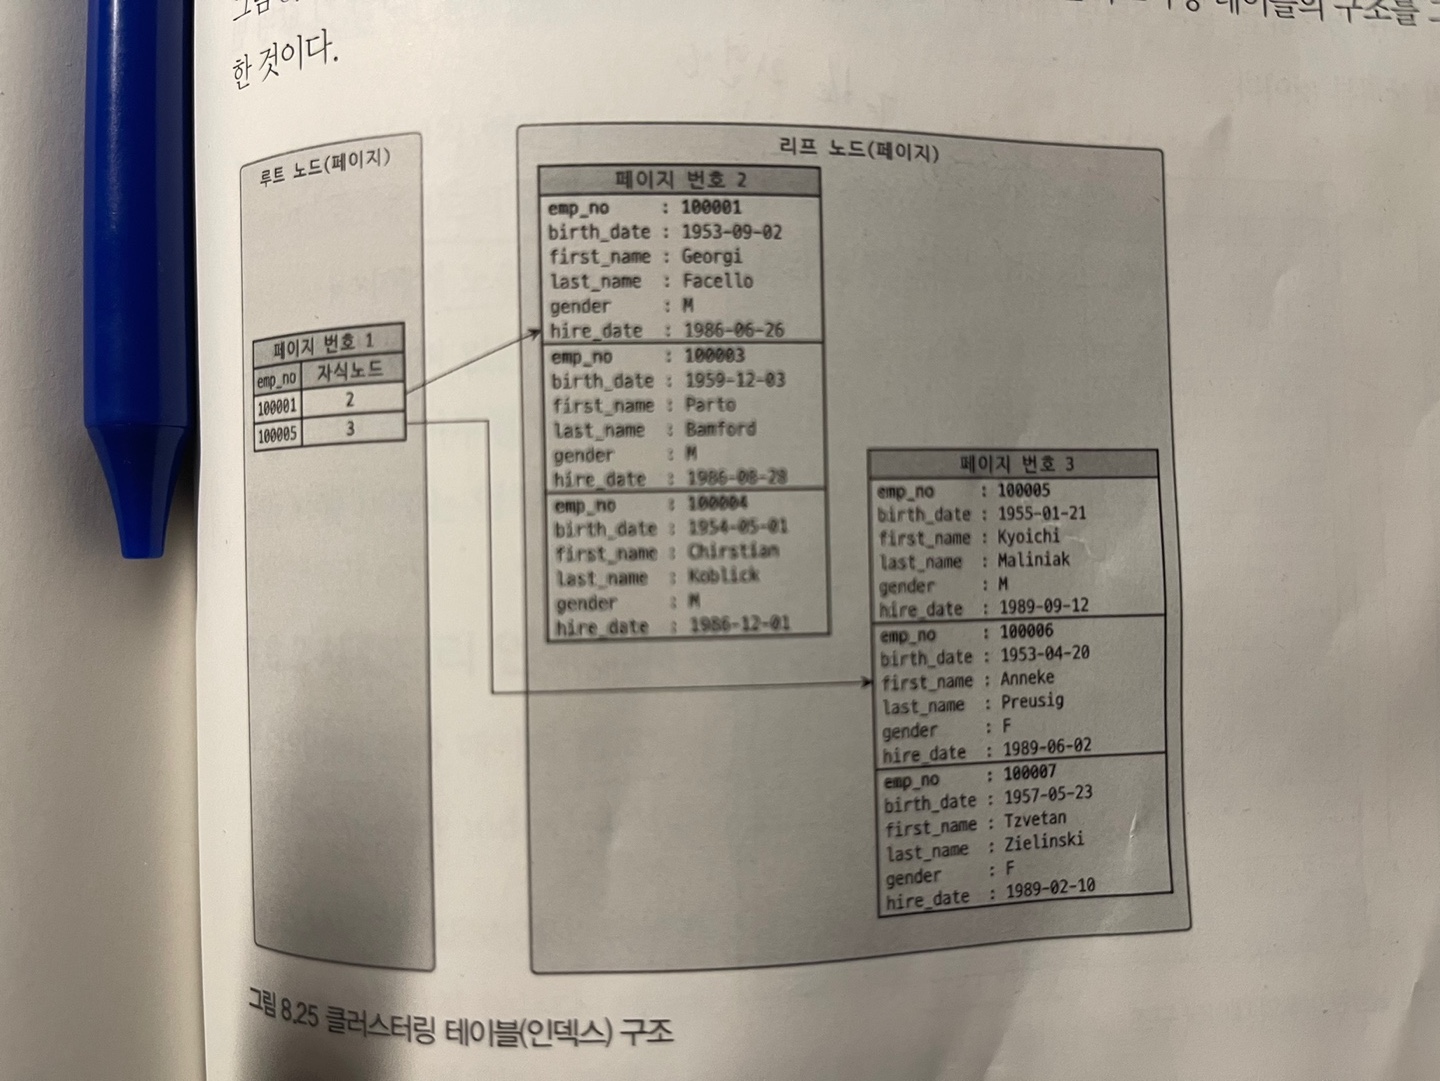 테이블의 구조를
한 것이다.
루트 노드(페이지)
페이지 번호 1
emp_no 자식노드
100001 2
100005 3
리프 노드(페이지)
페이지 번호 2
emp_no : 100001
birth_date : 1953-09-02
first_name : Georgi
last_name : Facello
gender : M
hire_date : 1986-06-26
emp_no : 100003
birth_date : 1959-12-03
first_name : Parto
last_name : Bamford
gender : M
hire_date : 1986-08-28
emp_no : 100004
birth_date : 1954-05-01
first_name : Chirstian
last_name : Koblick
gender : M
hire_date : 1986-12-01
페이지 번호 3
emp_no : 100005
birth_date : 1955-01-21
first_name : Kyoichi
last_name : Maliniak
gender : M
hire_date : 1989-09-12
emp_no : 100006
birth_date : 1953-04-20
first_name : Anneke
last_name : Preusig
gender : F
hire_date : 1989-06-02
emp_no : 100007
birth_date : 1957-05-23
first_name : Tzvetan
last_name : Zielinski
gender : F
hire_date : 1989-02-10
그림 8.25 클러스터링 테이블(인덱스) 구조